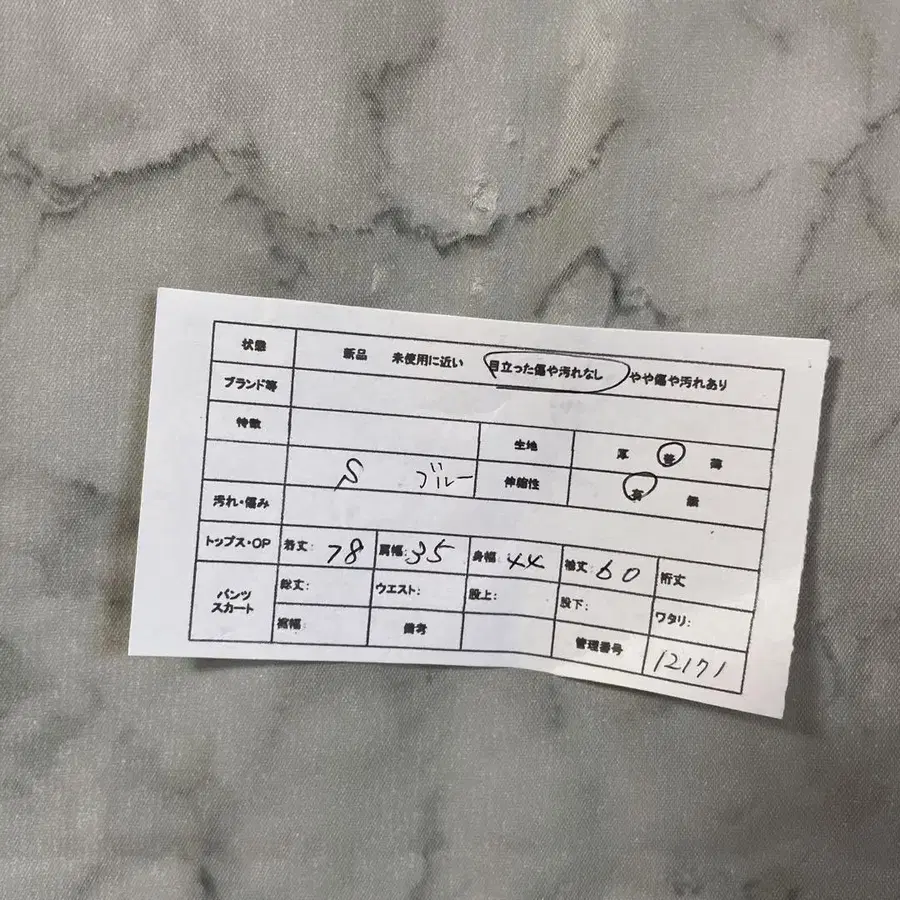 状態 新品 未使用に近い 目立った傷や汚れなし やや傷や汚れあり
ブランド等
特徴 生地 厚 普 薄
S ブルー 伸縮性 有 無
汚れ・傷み
トップス・OP 着丈: 78 肩幅: 35 身幅: 44 袖丈: 60 裄丈
パンツ スカート 総丈: ウエスト: 股上: 股下: ワタリ:
裾幅: 備考 管理番号 12171